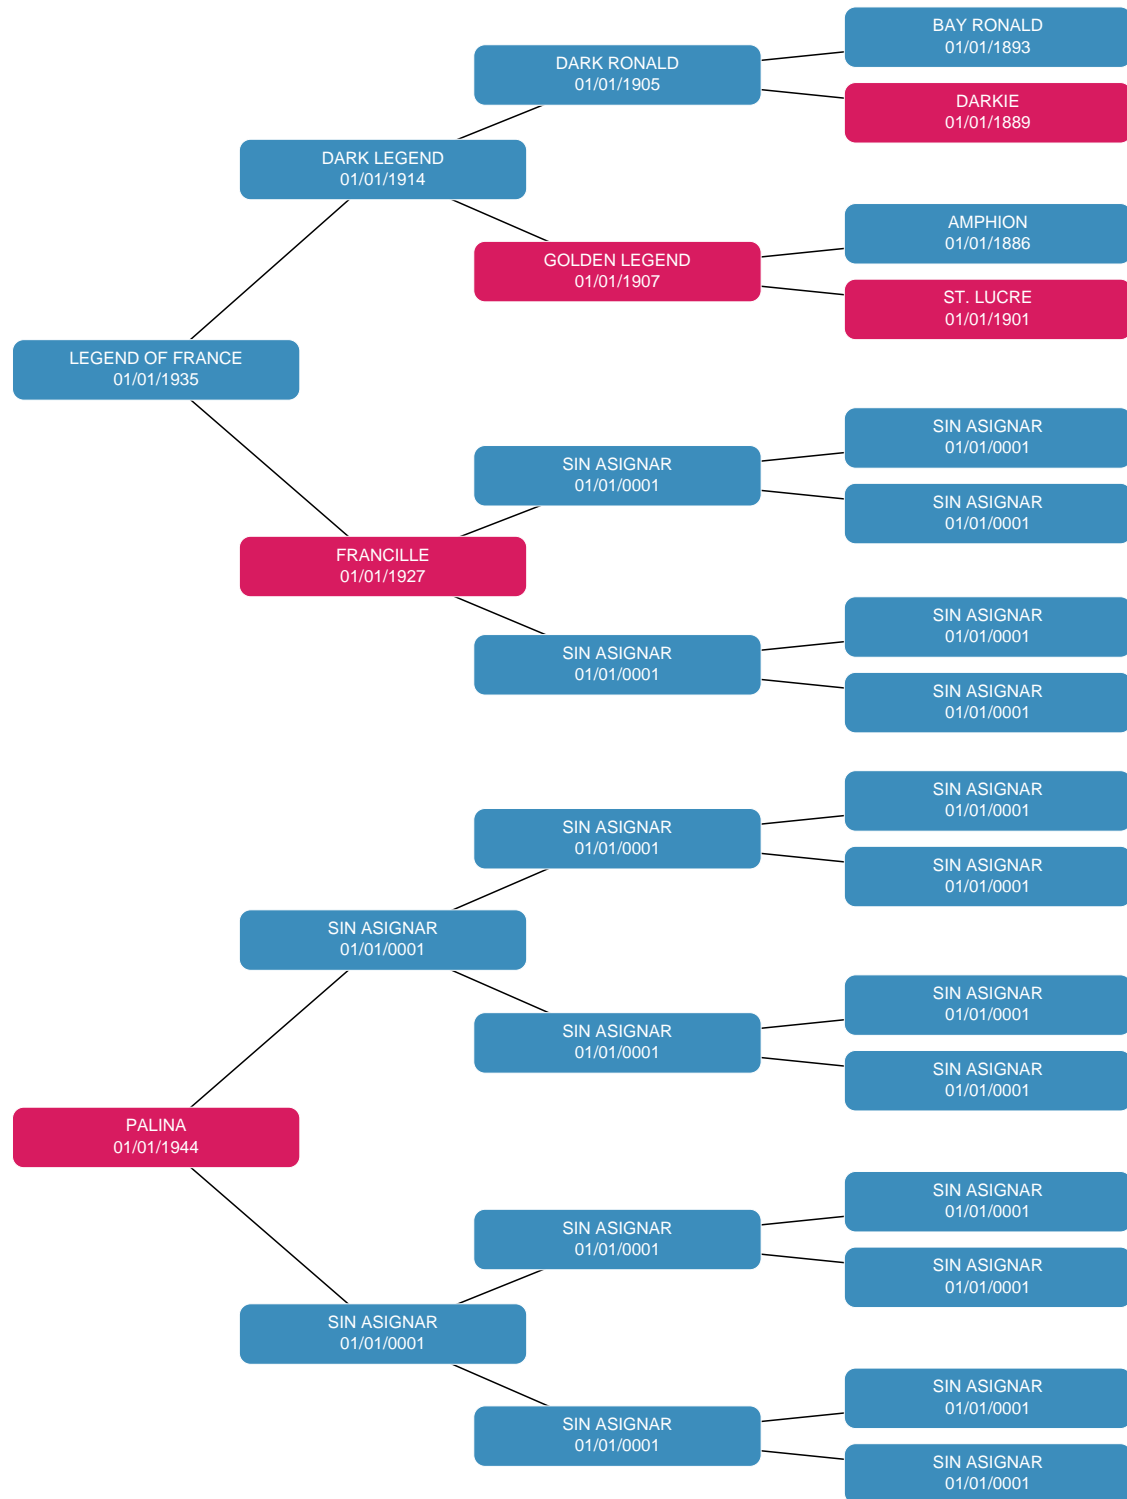 BAY RONALD
01/01/1893
DARK RONALD
01/01/1905
DARKIE
01/01/1889
DARK LEGEND
01/01/1914
AMPHION
01/01/1886
GOLDEN LEGEND
01/01/1907
ST. LUCRE
01/01/1901
LEGEND OF FRANCE
01/01/1935
SIN ASIGNAR
01/01/0001
SIN ASIGNAR
01/01/0001
SIN ASIGNAR
01/01/0001
FRANCILLE
01/01/1927
SIN ASIGNAR
01/01/0001
SIN ASIGNAR
01/01/0001
SIN ASIGNAR
01/01/0001
SIN ASIGNAR
01/01/0001
SIN ASIGNAR
01/01/0001
SIN ASIGNAR
01/01/0001
SIN ASIGNAR
01/01/0001
SIN ASIGNAR
01/01/0001
SIN ASIGNAR
01/01/0001
SIN ASIGNAR
01/01/0001
PALINA
01/01/1944
SIN ASIGNAR
01/01/0001
SIN ASIGNAR
01/01/0001
SIN ASIGNAR
01/01/0001
SIN ASIGNAR
01/01/0001
SIN ASIGNAR
01/01/0001
SIN ASIGNAR
01/01/0001
SIN ASIGNAR
01/01/0001